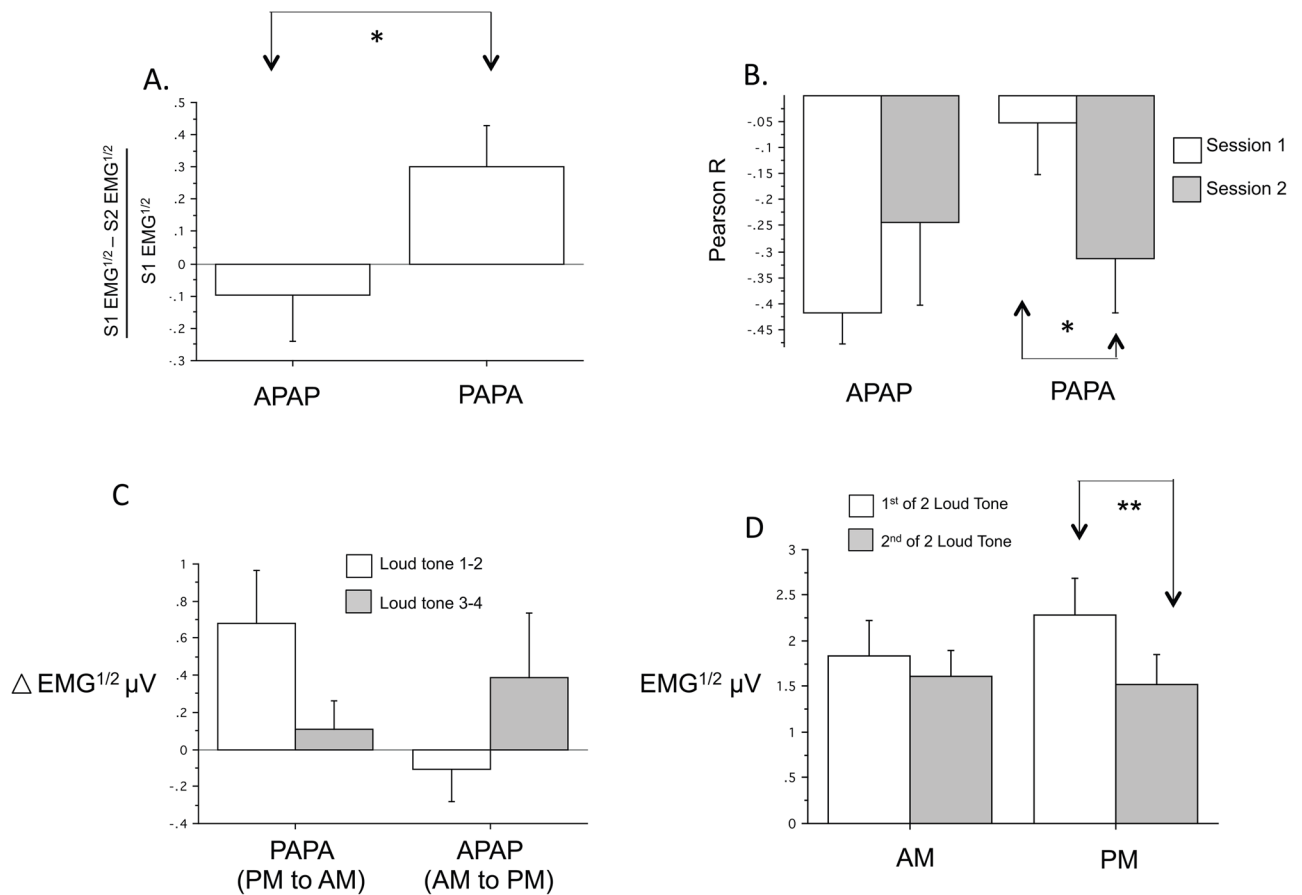 *
A.
.5
.4
.3
.2
.1
0
-.1
-.2
-.3
S1 EMG1/2 – S2 EMG1/2
S1 EMG1/2
APAP
PAPA
B.
-.05
-.1
-.15
-.2
-.25
-.3
-.35
-.4
-.45
Pearson R
Session 1
Session 2
*
APAP
PAPA
C
1
.8
.6
.4
.2
0
-.2
-.4
△ EMG1/2 µV
Loud tone 1-2
Loud tone 3-4
PAPA
(PM to AM)
APAP
(AM to PM)
D
1st of 2 Loud Tone
2nd of 2 Loud Tone
**
3
2.5
2
1.5
1
.5
0
EMG1/2 µV
AM
PM